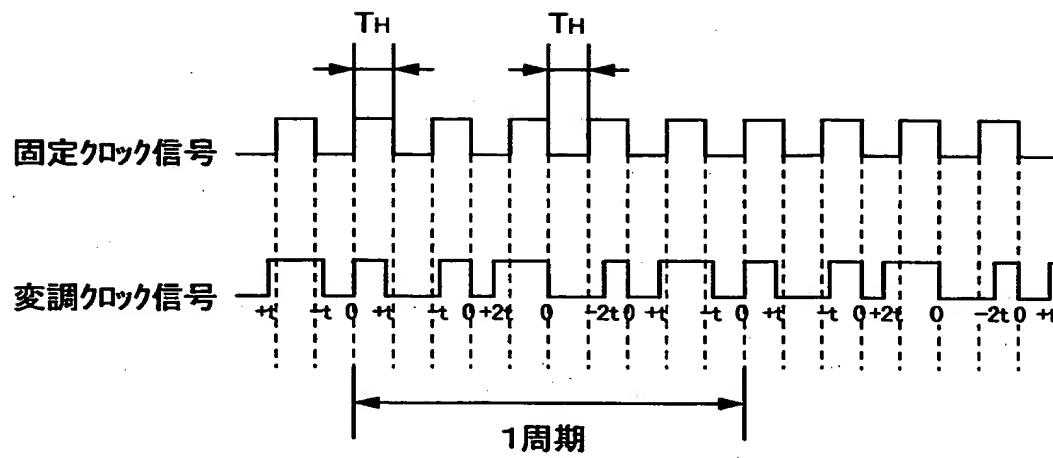 TH TH
固定クロック信号
変調クロック信号
+t -t 0 +t -t 0 +2t 0 -2t 0 +t -t 0 +t -t 0 +2t 0 -2t 0 +t
1周期